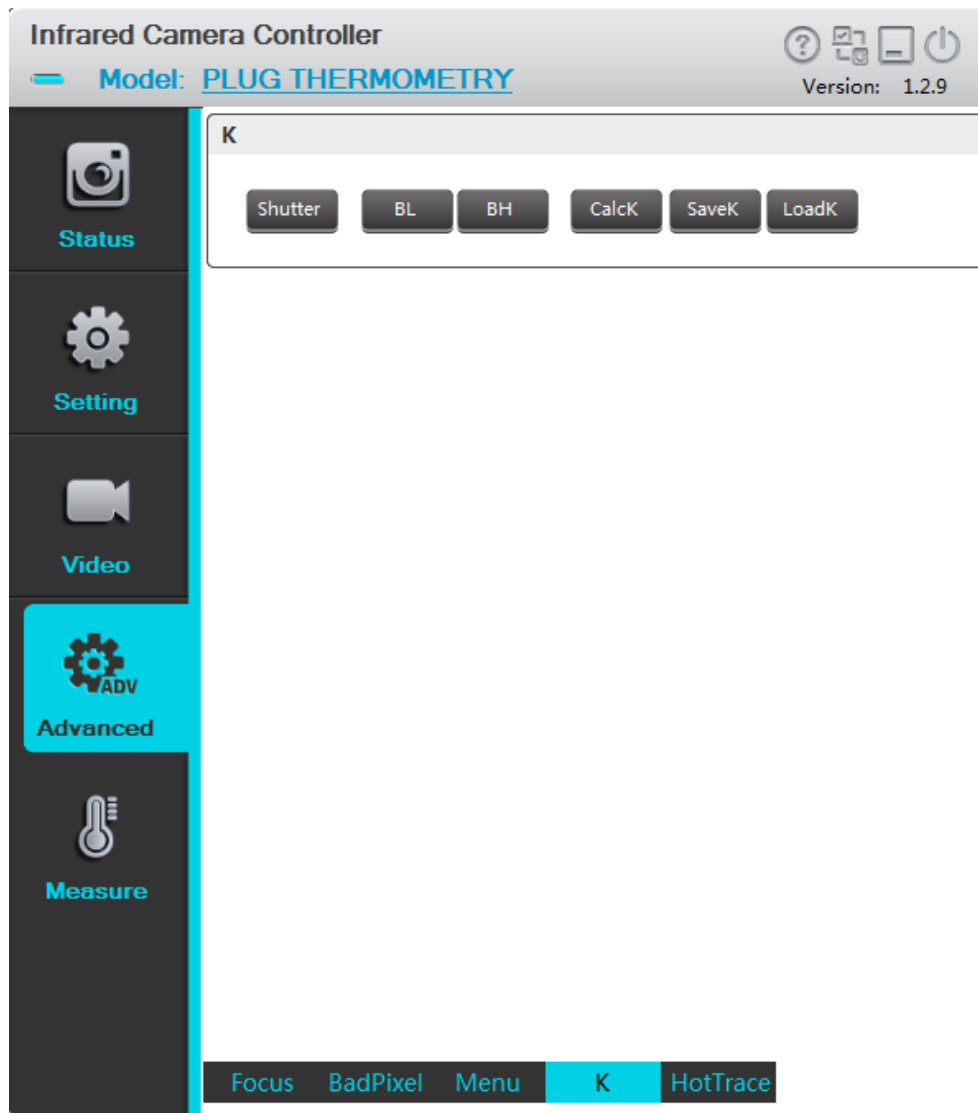 Infrared Camera Controller
Model: PLUG THERMOMETRY
Version: 1.2.9
K
Shutter BL BH CalcK SaveK LoadK
Status
Setting
Video
ADV
Advanced
Measure
Focus BadPixel Menu K HotTrace